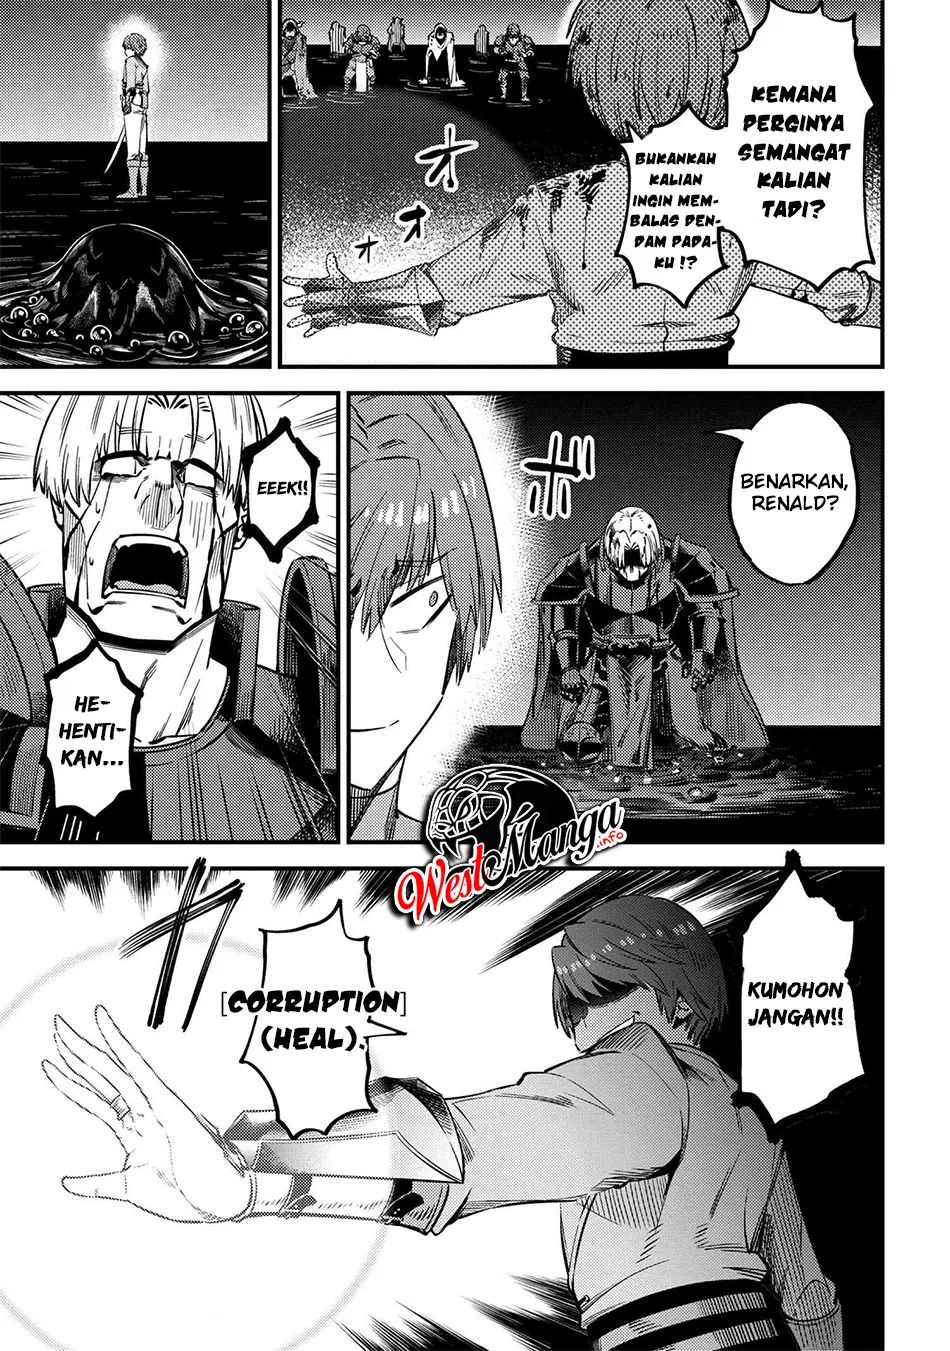 KEMANA
PERGINYA
SEMANGAT
KALIAN
TADI?
BUKANKAH
KALIAN
INGIN MEM-
BALAS DEN-
DAM PADA-
KU !?
オ
オ
オ
BENARKAN,
RENALD?
ボ
EEEK!!
HE-
HENTI-
KAN...
WESTMANGA
.info
KUMOHON
JANGAN!!
[CORRUPTION]
(HEAL).